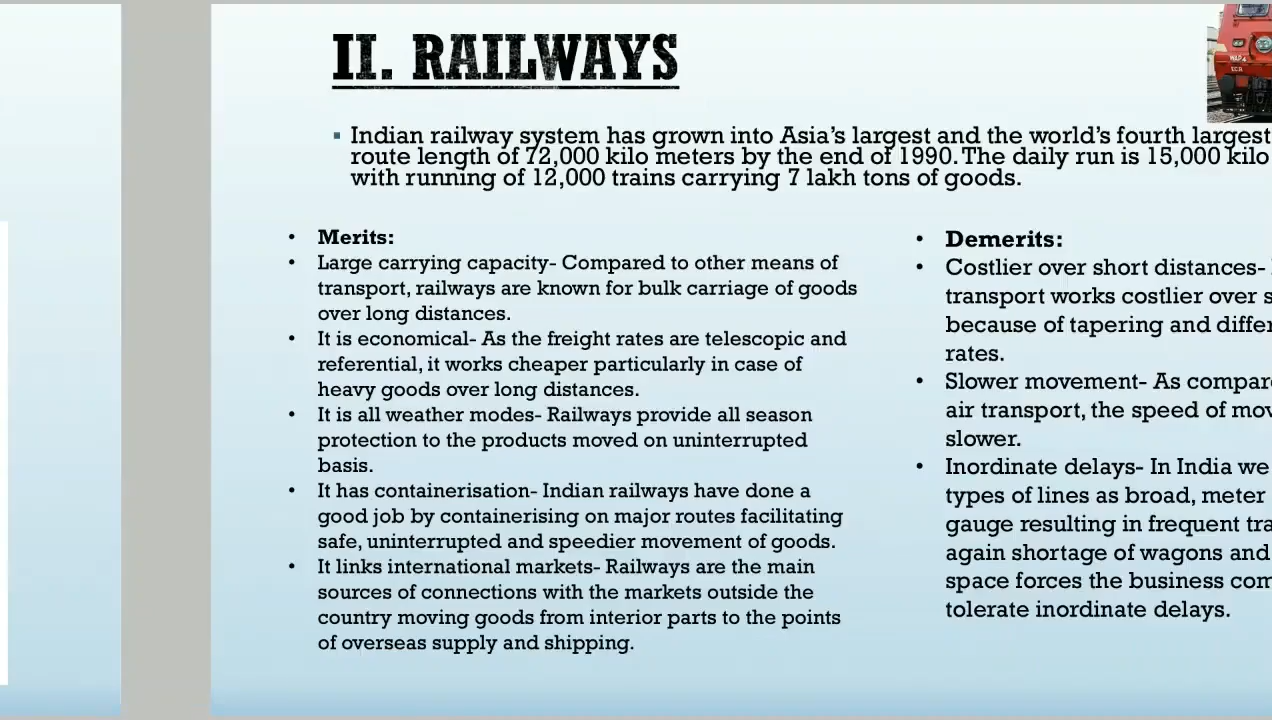 II. RAILWAYS
Indian railway system has grown into Asia's largest and the world's fourth largest
route length of 72,000 kilo meters by the end of 1990. The daily run is 15,000 kilo
with running of 12,000 trains carrying 7 lakh tons of goods.
• Merits:
• Large carrying capacity- Compared to other means of
transport, railways are known for bulk carriage of goods
over long distances.
• It is economical- As the freight rates are telescopic and
referential, it works cheaper particularly in case of
heavy goods over long distances.
• It is all weather modes- Railways provide all season
protection to the products moved on uninterrupted
basis.
• It has containerisation- Indian railways have done a
good job by containerising on major routes facilitating
safe, uninterrupted and speedier movement of goods.
• It links international markets- Railways are the main
sources of connections with the markets outside the
country moving goods from interior parts to the points
of overseas supply and shipping.
• Demerits:
• Costlier over short distances-
transport works costlier over s
because of tapering and differ
rates.
• Slower movement- As compar
air transport, the speed of mov
slower.
• Inordinate delays- In India we
types of lines as broad, meter
gauge resulting in frequent tra
again shortage of wagons and
space forces the business com
tolerate inordinate delays.